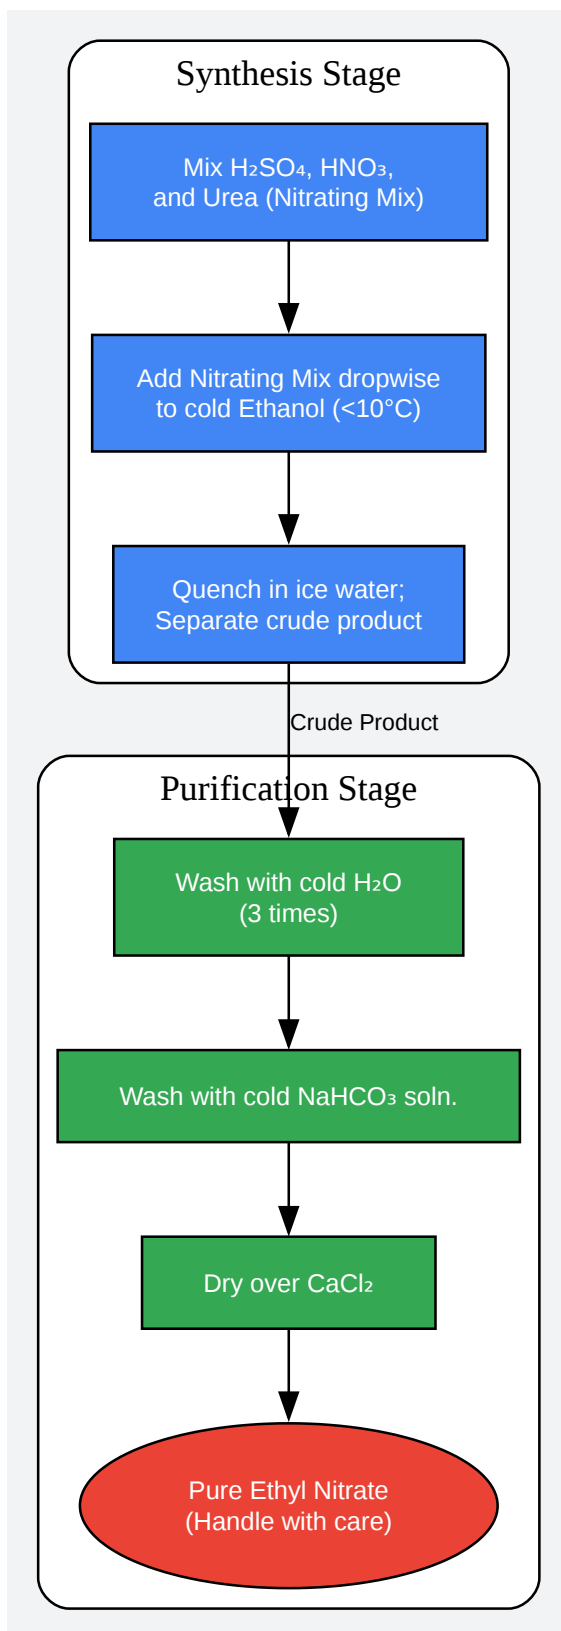 Synthesis Stage
Mix H₂SO₄, HNO₃,
and Urea (Nitrating Mix)
Add Nitrating Mix dropwise
to cold Ethanol (<10°C)
Quench in ice water;
Separate crude product
Crude Product
Purification Stage
Wash with cold H₂O
(3 times)
Wash with cold NaHCO₃ soln.
Dry over CaCl₂
Pure Ethyl Nitrate
(Handle with care)